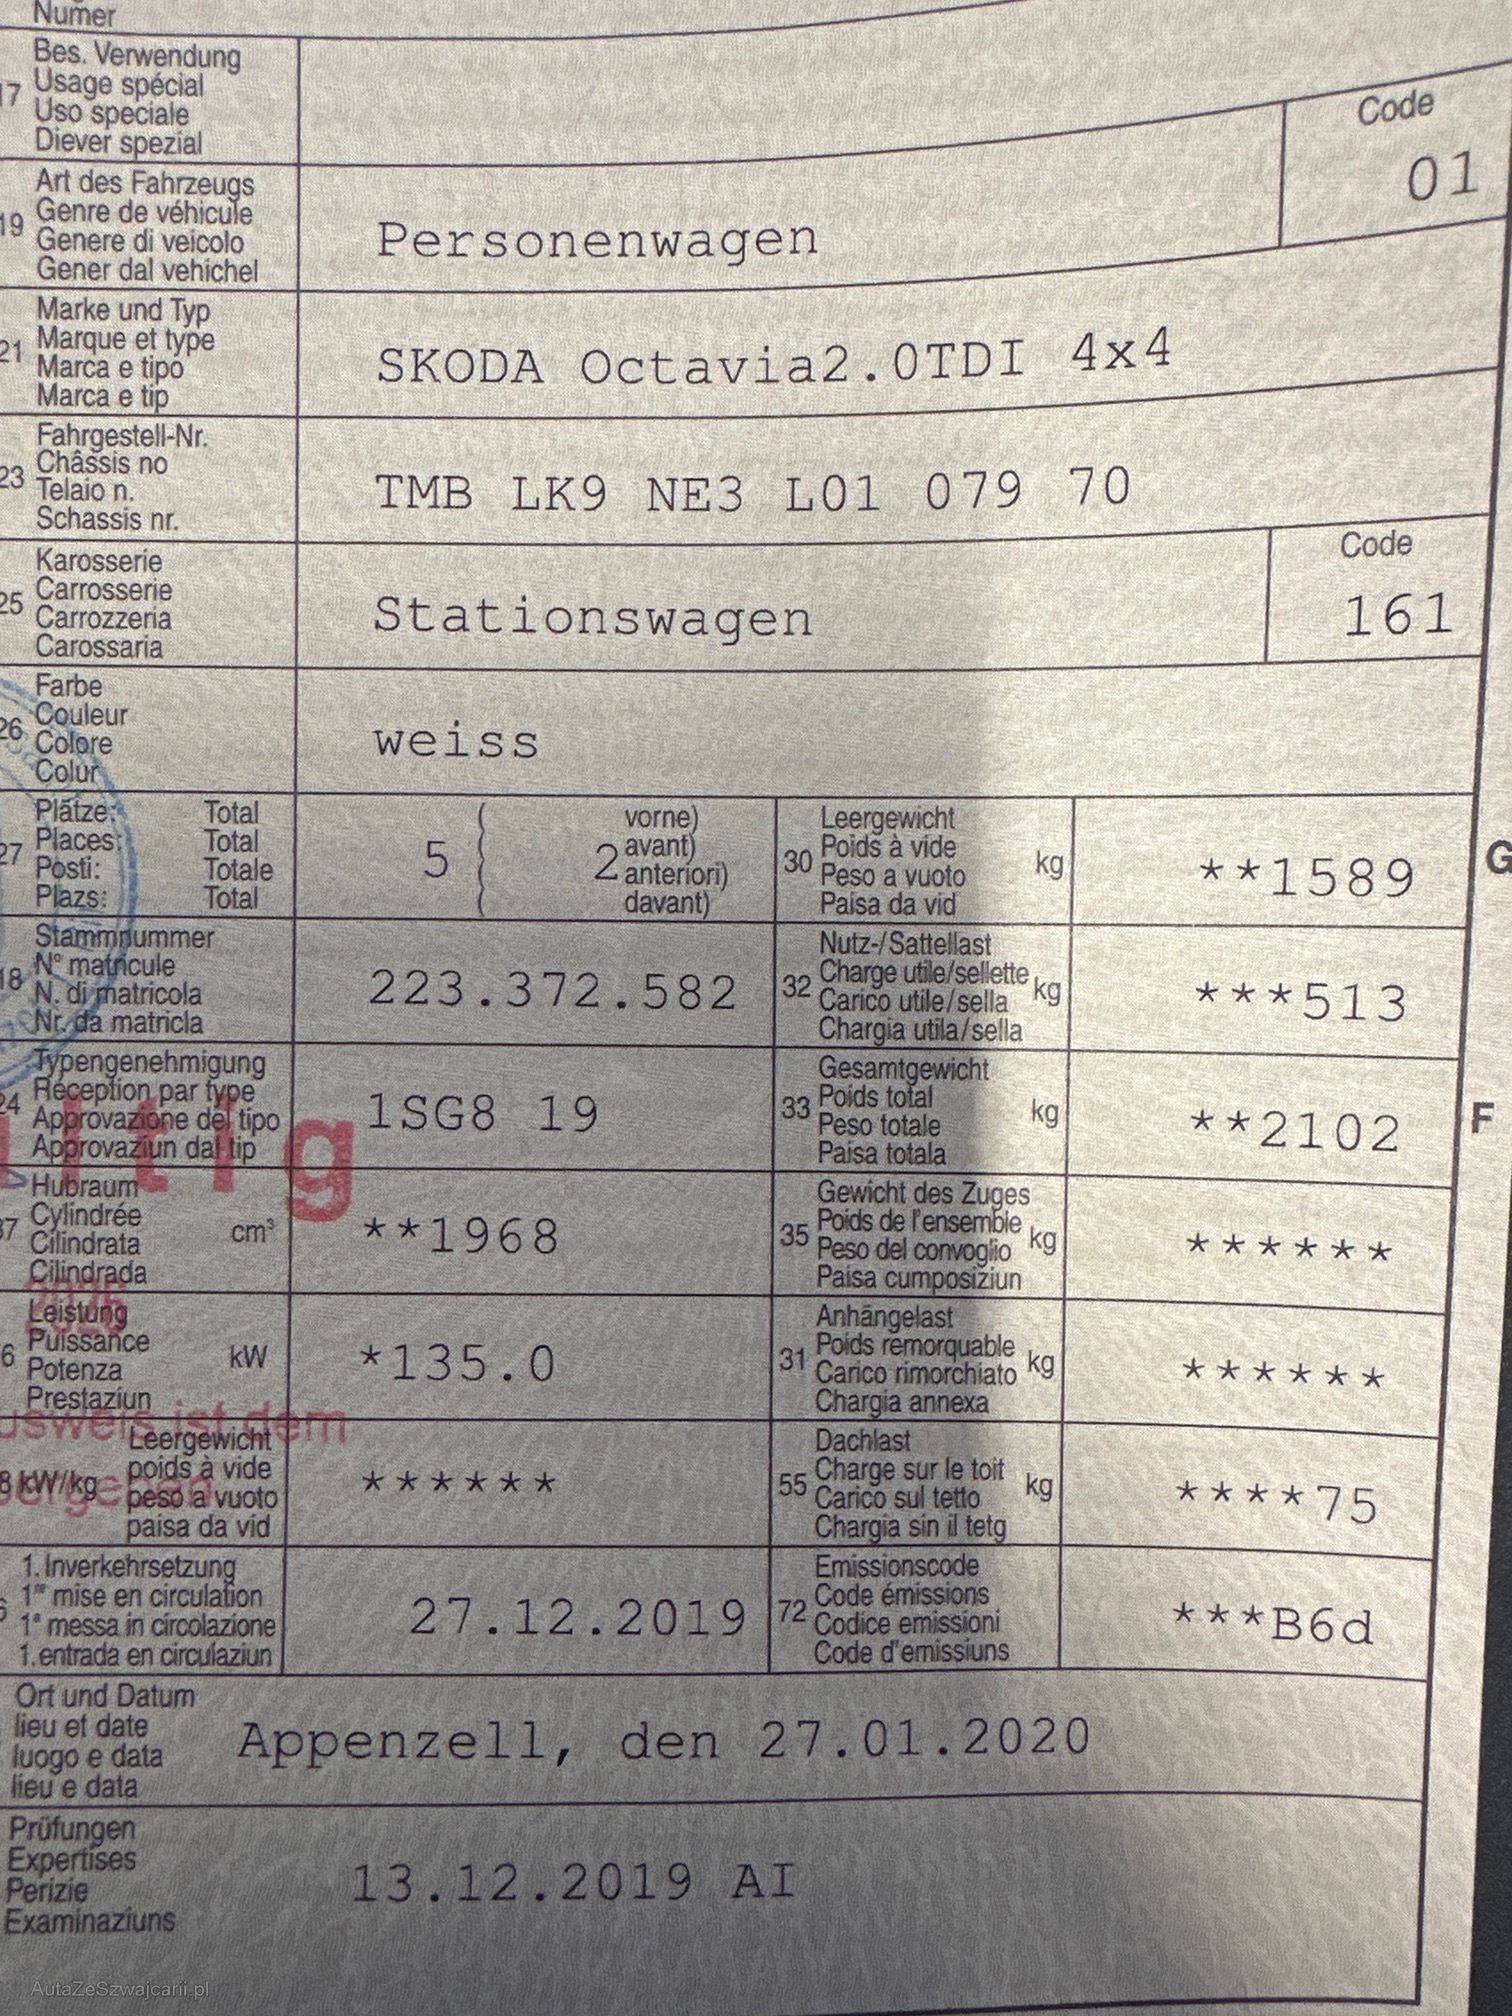 Numer
17 Bes. Verwendung
Usage spécial
Uso speciale
Diever spezial
Code
01
19 Art des Fahrzeugs
Genre de véhicule
Genere di veicolo
Gener dal vehichel
Personenwagen
21 Marke und Typ
Marque et type
Marca e tipo
Marca e tip
SKODA Octavia2.0TDI 4x4
23 Fahrgestell-Nr.
Châssis no
Telaio n.
Schassis nr.
TMB LK9 NE3 L01 079 70
25 Karosserie
Carrosserie
Carrozzeria
Carossaria
Stationswagen
Code
161
26 Farbe
Couleur
Colore
Colur
weiss
27 Plätze: Total
Places: Total
Posti: Totale
Plazs: Total
5 ( 2 vorne)
avant)
anteriori)
( davant)
30 Leergewicht
Poids à vide kg
Peso a vuoto
Paisa da vid
**1589
G
18 Stammnummer
N° matricule
N. di matricola
Nr. da matricla
223.372.582
32 Nutz-/Sattellast
Charge utile/sellette kg
Carico utile/sella
Chargia utila/sella
***513
24 Typengenehmigung
Réception par type
Approvazione del tipo
Approvaziun dal tip
1SG8 19
33 Gesamtgewicht
Poids total kg
Peso totale
Paisa totala
**2102
F
ltig
37 Hubraum
Cylindrée cm³
Cilindrata
Cilindrada
**1968
35 Gewicht des Zuges
Poids de l'ensemble kg
Peso del convoglio
Paisa cumposiziun
******
Leistung
6 Puissance kW
Potenza
Prestaziun
*135.0
31 Anhängelast
Poids remorquable kg
Carico rimorchiato
Chargia annexa
******
usweis ist dem
8 kW/kg Leergewicht
poids à vide
peso a vuoto
paisa da vid
******
55 Dachlast
Charge sur le toit kg
Carico sul tetto
Chargia sin il tetg
****75
6 1. Inverkehrsetzung
1re mise en circulation
1a messa in circolazione
1. entrada en circulaziun
27.12.2019
72 Emissionscode
Code émissions
Codice emissioni
Code d'emissiuns
***B6d
Ort und Datum
lieu et date
luogo e data
lieu e data
Appenzell, den 27.01.2020
Prüfungen
Expertises
Perizie
Examinaziuns
13.12.2019 AI
AutaZeSzwajcarii.pl